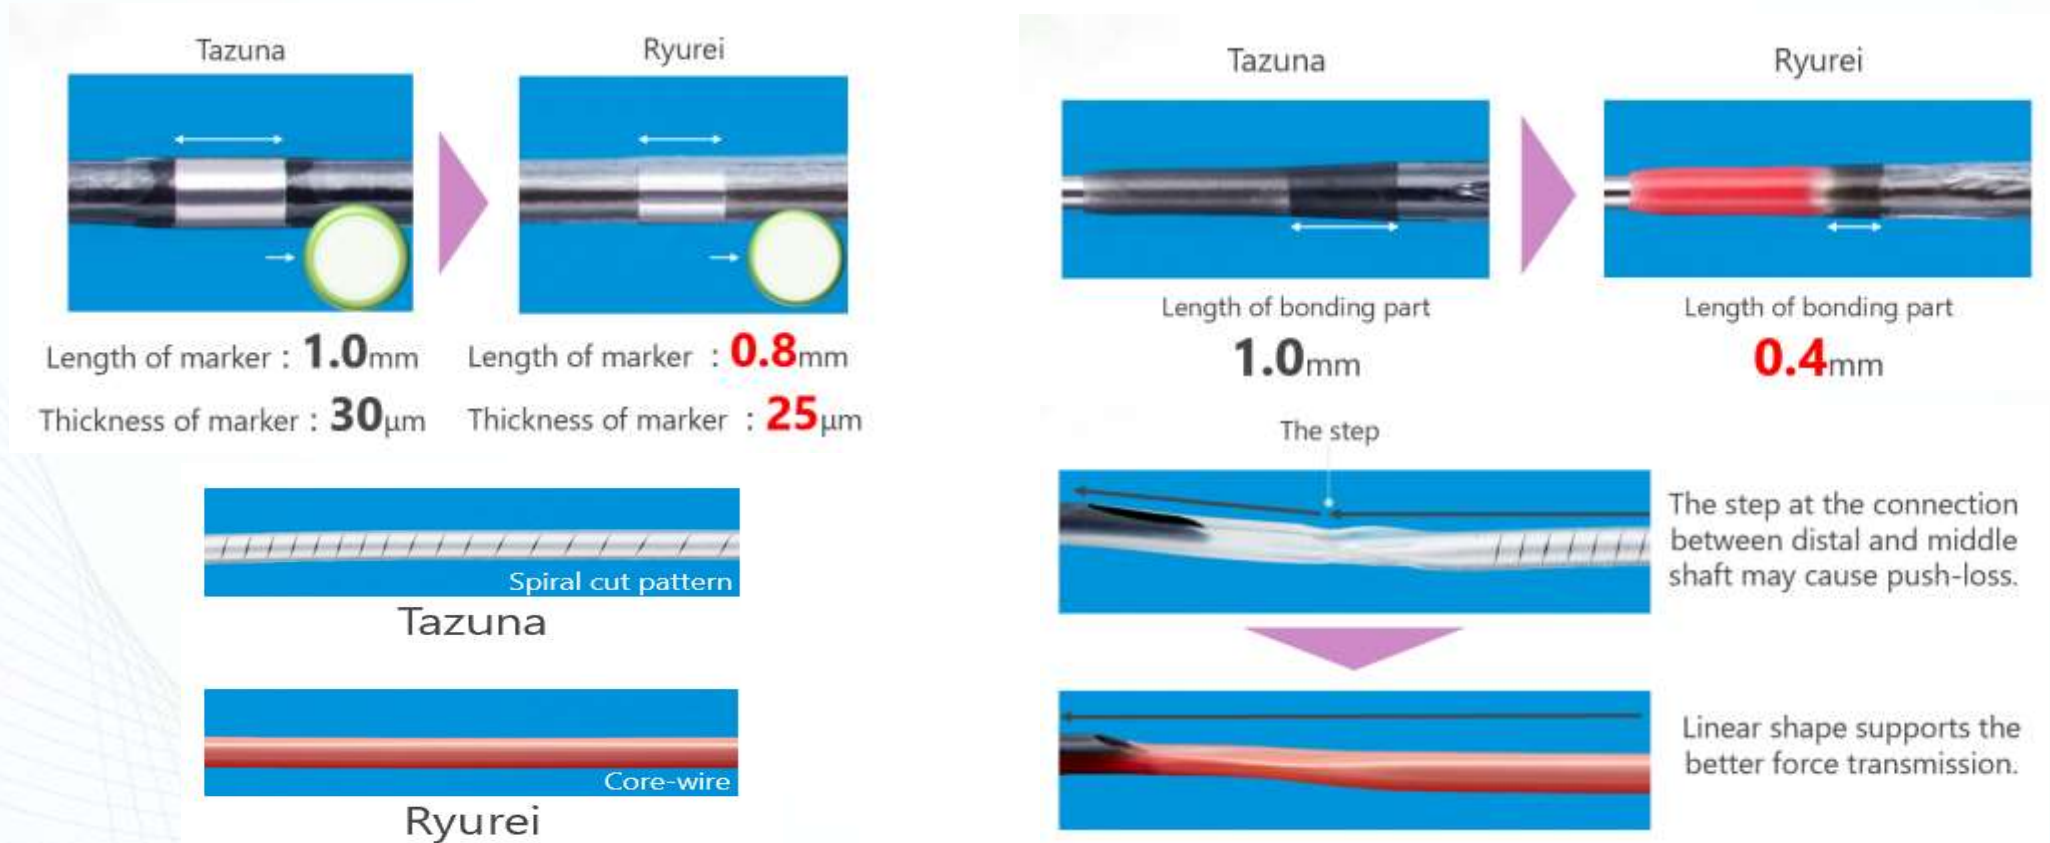 Tazuna
Ryurei
Length of marker : 1.0mm
Length of marker : 0.8mm
Thickness of marker : 30µm
Thickness of marker : 25µm
Spiral cut pattern
Tazuna
Core-wire
Ryurei
Tazuna
Ryurei
Length of bonding part
1.0mm
Length of bonding part
0.4mm
The step
The step at the connection
between distal and middle
shaft may cause push-loss.
Linear shape supports the
better force transmission.